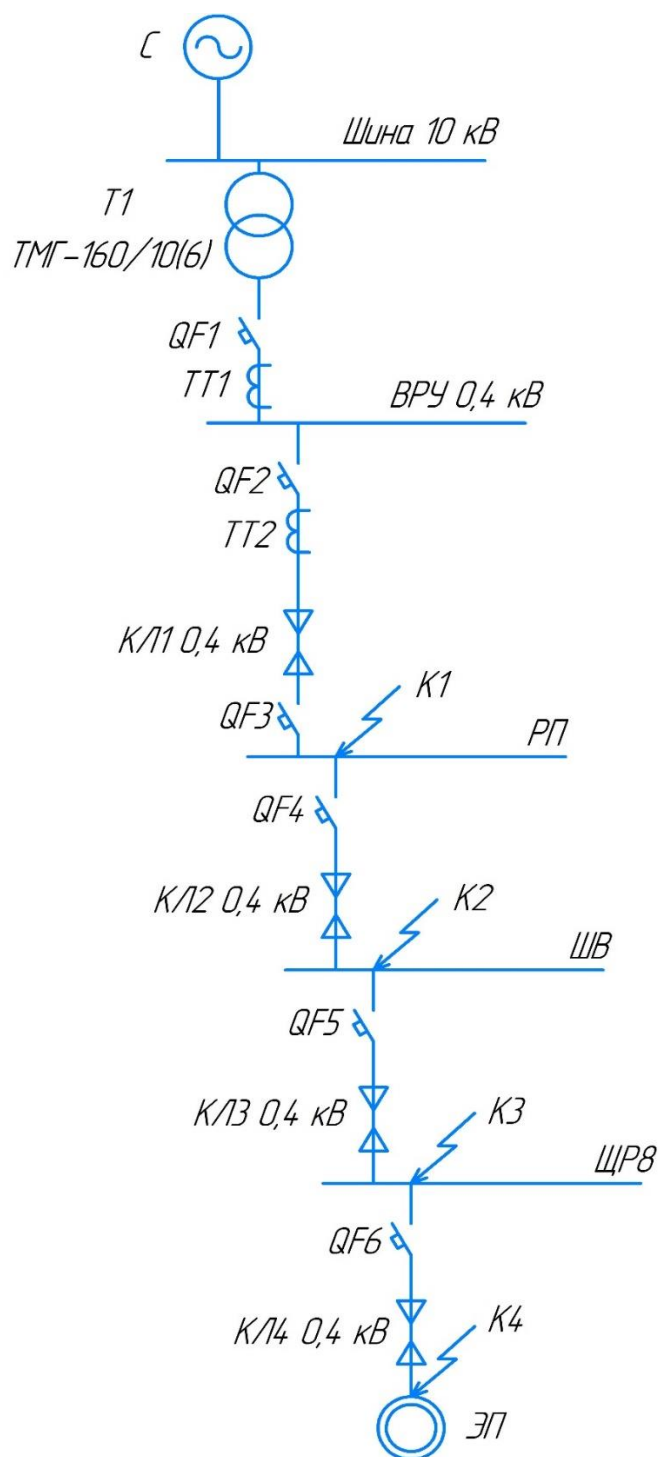 С
Шина 10 кВ
Т1
ТМГ-160/10(6)
QF1
ТТ1
ВРУ 0,4 кВ
QF2
ТТ2
КЛ1 0,4 кВ
К1
QF3
РП
QF4
КЛ2 0,4 кВ
К2
ШВ
QF5
КЛ3 0,4 кВ
К3
ЩР8
QF6
КЛ4 0,4 кВ
К4
ЭП